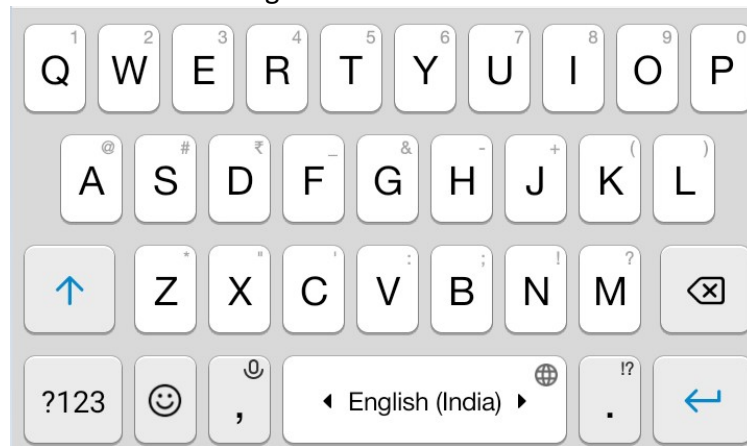 1 2 3 4 5 6 7 8 9 0
Q W E R T Y U I O P
@ # ₹ _ & - + ( )
A S D F G H J K L
* " ' : ; ! ?
Z X C V B N M
!?
?123 , English (India) .